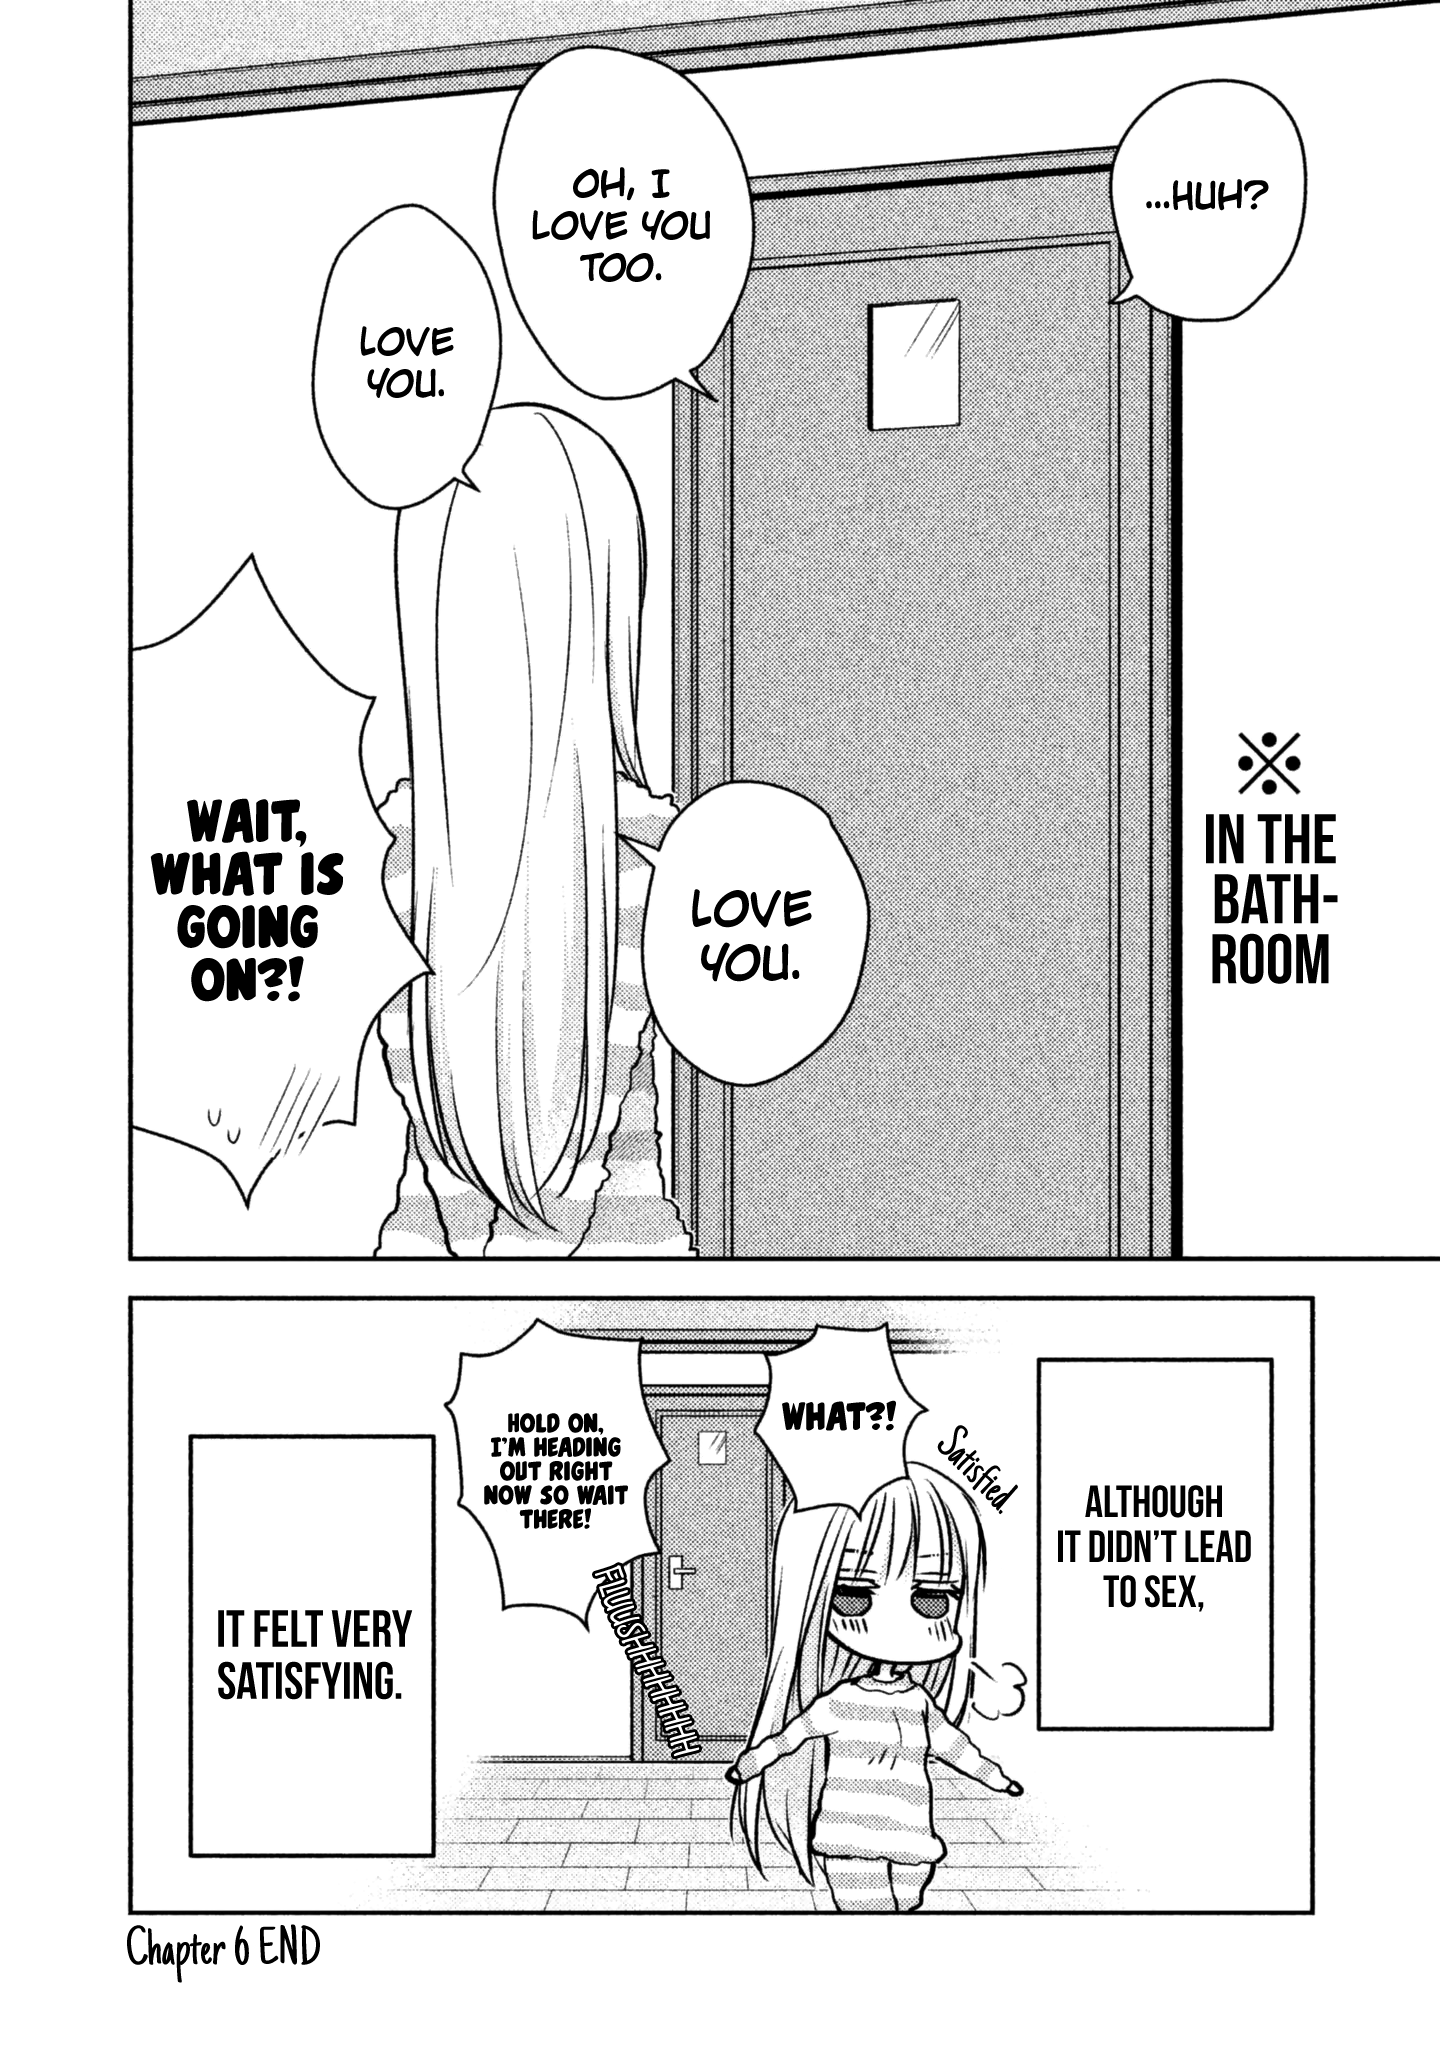 ...HUH?
OH, I
LOVE YOU
TOO.
LOVE
YOU.
※
IN THE
BATH-
ROOM
LOVE
YOU.
WAIT,
WHAT IS
GOING
ON?!
ALTHOUGH
IT DIDN'T LEAD
TO SEX,
Satisfied.
WHAT?!
HOLD ON,
I'M HEADING
OUT RIGHT
NOW SO WAIT
THERE!
FLUUSHHHHHHHH
IT FELT VERY
SATISFYING.
Chapter 6 END